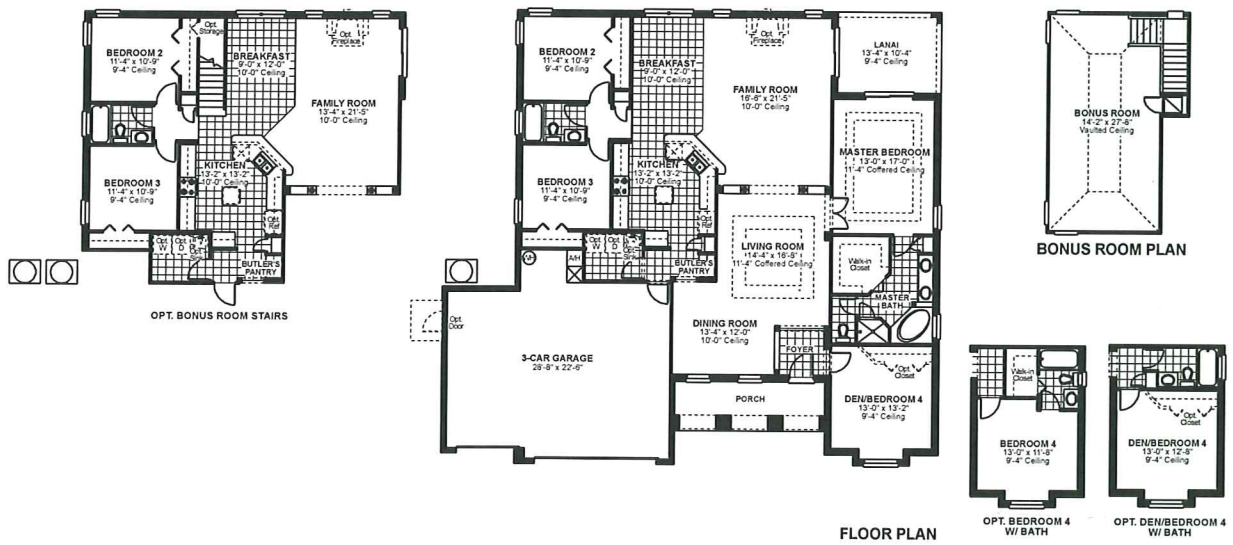 Opt.
Storage
BEDROOM 2
11'-4" x 10'-9"
9'-4" Ceiling
BREAKFAST
9'-0" x 12'-0"
10'-0" Ceiling
Opt.
Fireplace
FAMILY ROOM
13'-4" x 21'-5"
10'-0" Ceiling
KITCHEN
13'-2" x 13'-2"
10'-0" Ceiling
BEDROOM 3
11'-4" x 10'-9"
9'-4" Ceiling
Opt.
Ref
Opt.
W
Opt.
D
Opt.
Sink
BUTLER'S
PANTRY
OPT. BONUS ROOM STAIRS
BEDROOM 2
11'-4" x 10'-9"
9'-4" Ceiling
BREAKFAST
9'-0" x 12'-0"
10'-0" Ceiling
Opt.
Fireplace
FAMILY ROOM
16'-6" x 21'-5"
10'-0" Ceiling
LANAI
13'-4" x 10'-4"
9'-4" Ceiling
MASTER BEDROOM
13'-0" x 17'-0"
11'-4" Coffered Ceiling
KITCHEN
13'-2" x 13'-2"
10'-0" Ceiling
BEDROOM 3
11'-4" x 10'-9"
9'-4" Ceiling
Opt.
Ref
W/H
A/H
Opt.
W
Opt.
D
Opt.
Sink
BUTLER'S
PANTRY
LIVING ROOM
14'-4" x 16'-8"
11'-4" Coffered Ceiling
Walk-in
Closet
MASTER
BATH
Opt.
Door
DINING ROOM
13'-4" x 12'-0"
10'-0" Ceiling
FOYER
3-CAR GARAGE
28'-8" x 22'-6"
Opt.
Closet
PORCH
DEN/BEDROOM 4
13'-0" x 13'-2"
9'-4" Ceiling
FLOOR PLAN
BONUS ROOM
14'-2" x 27'-8"
Vaulted Ceiling
BONUS ROOM PLAN
Walk-in
Closet
BEDROOM 4
13'-0" x 11'-8"
9'-4" Ceiling
OPT. BEDROOM 4
W/ BATH
Opt.
Closet
DEN/BEDROOM 4
13'-0" x 12'-8"
9'-4" Ceiling
OPT. DEN/BEDROOM 4
W/ BATH